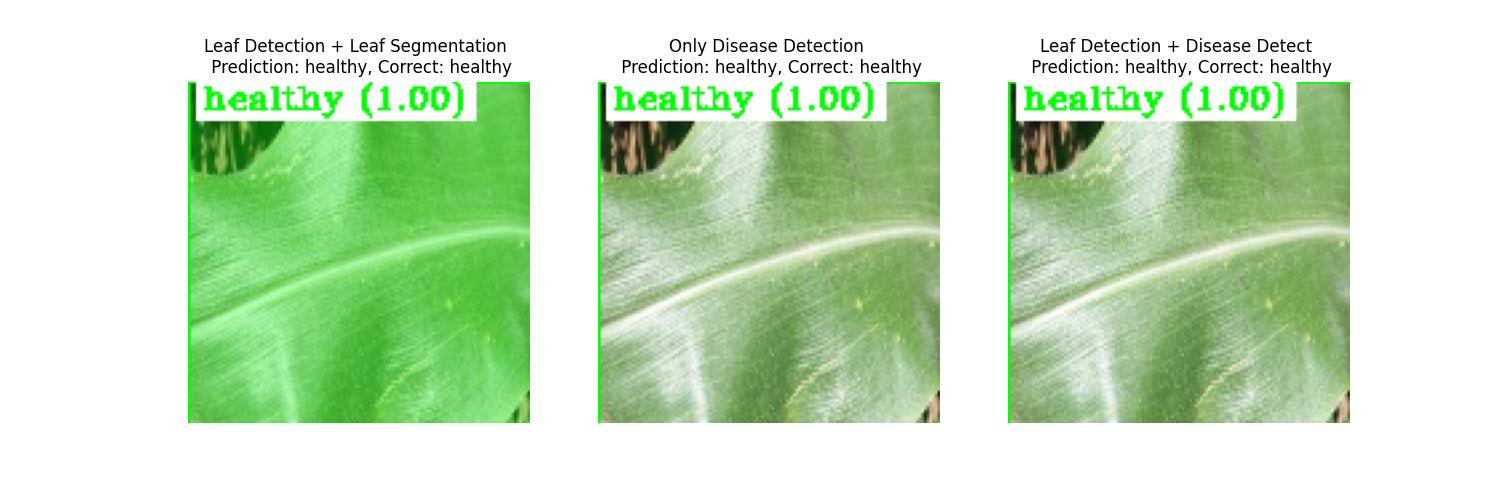 Leaf Detection + Leaf Segmentation
Prediction: healthy, Correct: healthy
healthy (1.00)
Only Disease Detection
Prediction: healthy, Correct: healthy
healthy (1.00)
Leaf Detection + Disease Detect
Prediction: healthy, Correct: healthy
healthy (1.00)